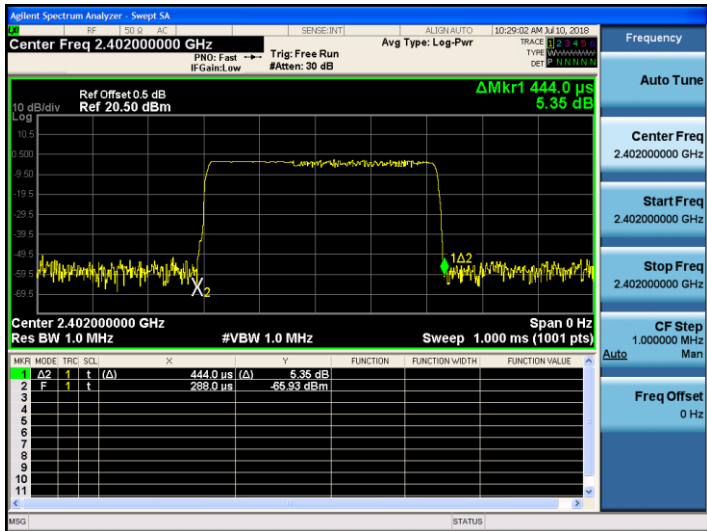 Agilent Spectrum Analyzer - Swept SA
RF 50 Ω AC SENSE:INT ALIGN AUTO 10:29:02 AM Jul 10, 2018
Center Freq 2.402000000 GHz
PNO: Fast
IFGain:Low
Trig: Free Run
#Atten: 30 dB
Avg Type: Log-Pwr
TRACE 1 2 3 4 5 6
TYPE
DET P N N N N N
Frequency
Auto Tune
Center Freq
2.402000000 GHz
Start Freq
2.402000000 GHz
Stop Freq
2.402000000 GHz
CF Step
1.000000 MHz
Auto Man
Freq Offset
0 Hz
ΔMkr1 444.0 µs
5.35 dB
Ref Offset 0.5 dB
10 dB/div Ref 20.50 dBm
Log
10.5
0.500
-9.50
-19.5
-29.5
-39.5
-49.5
-59.5
-69.5
1Δ2
X2
Center 2.402000000 GHz Span 0 Hz
Res BW 1.0 MHz #VBW 1.0 MHz Sweep 1.000 ms (1001 pts)
MKR MODE TRC SCL X Y FUNCTION FUNCTION WIDTH FUNCTION VALUE
1 Δ2 1 t (Δ) 444.0 µs (Δ) 5.35 dB
2 F 1 t 288.0 µs -65.93 dBm
3
4
5
6
7
8
9
10
11
MSG STATUS